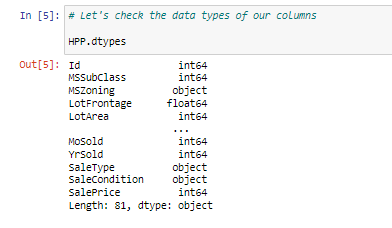 In [5]: # Let's check the data types of our columns
HPP.dtypes
Out[5]: Id int64
MSSubClass int64
MSZoning object
LotFrontage float64
LotArea int64
...
MoSold int64
YrSold int64
SaleType object
SaleCondition object
SalePrice int64
Length: 81, dtype: object